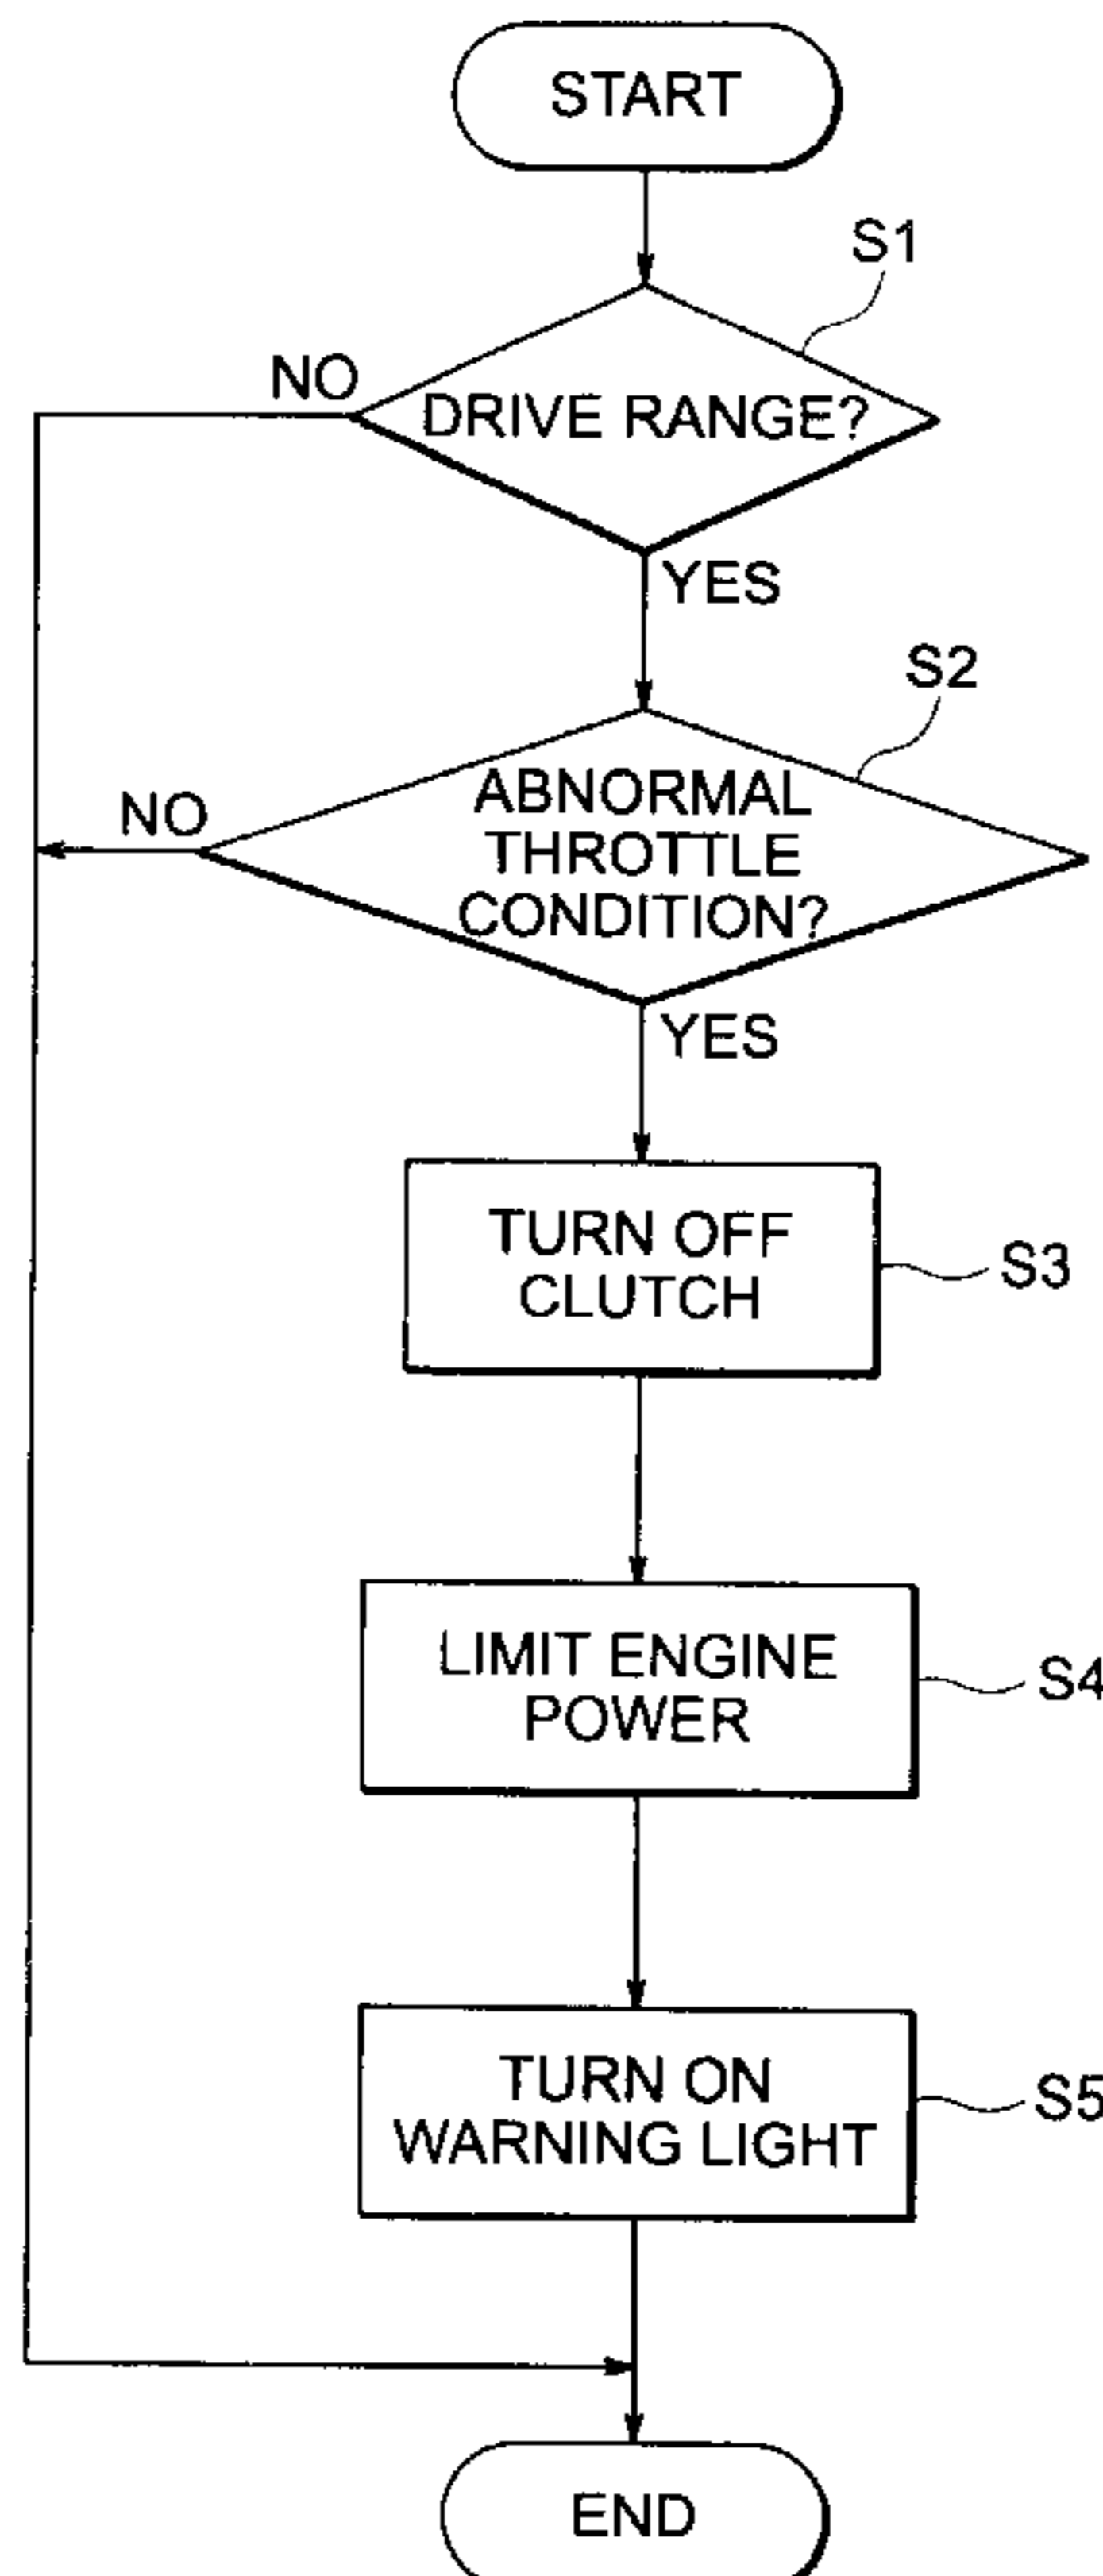 START
S1
NO
DRIVE RANGE?
YES
S2
NO
ABNORMAL
THROTTLE
CONDITION?
YES
TURN OFF
CLUTCH
S3
LIMIT ENGINE
POWER
S4
TURN ON
WARNING LIGHT
S5
END